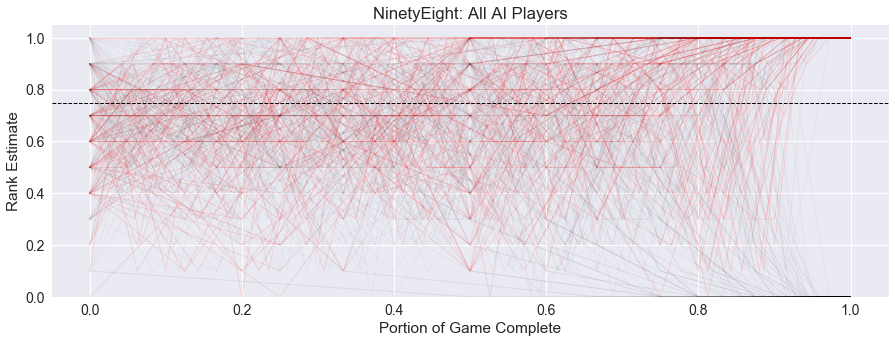 NinetyEight: All AI Players
1.0
0.8
0.6
0.4
0.2
0.0
Rank Estimate
0.0 0.2 0.4 0.6 0.8 1.0
Portion of Game Complete